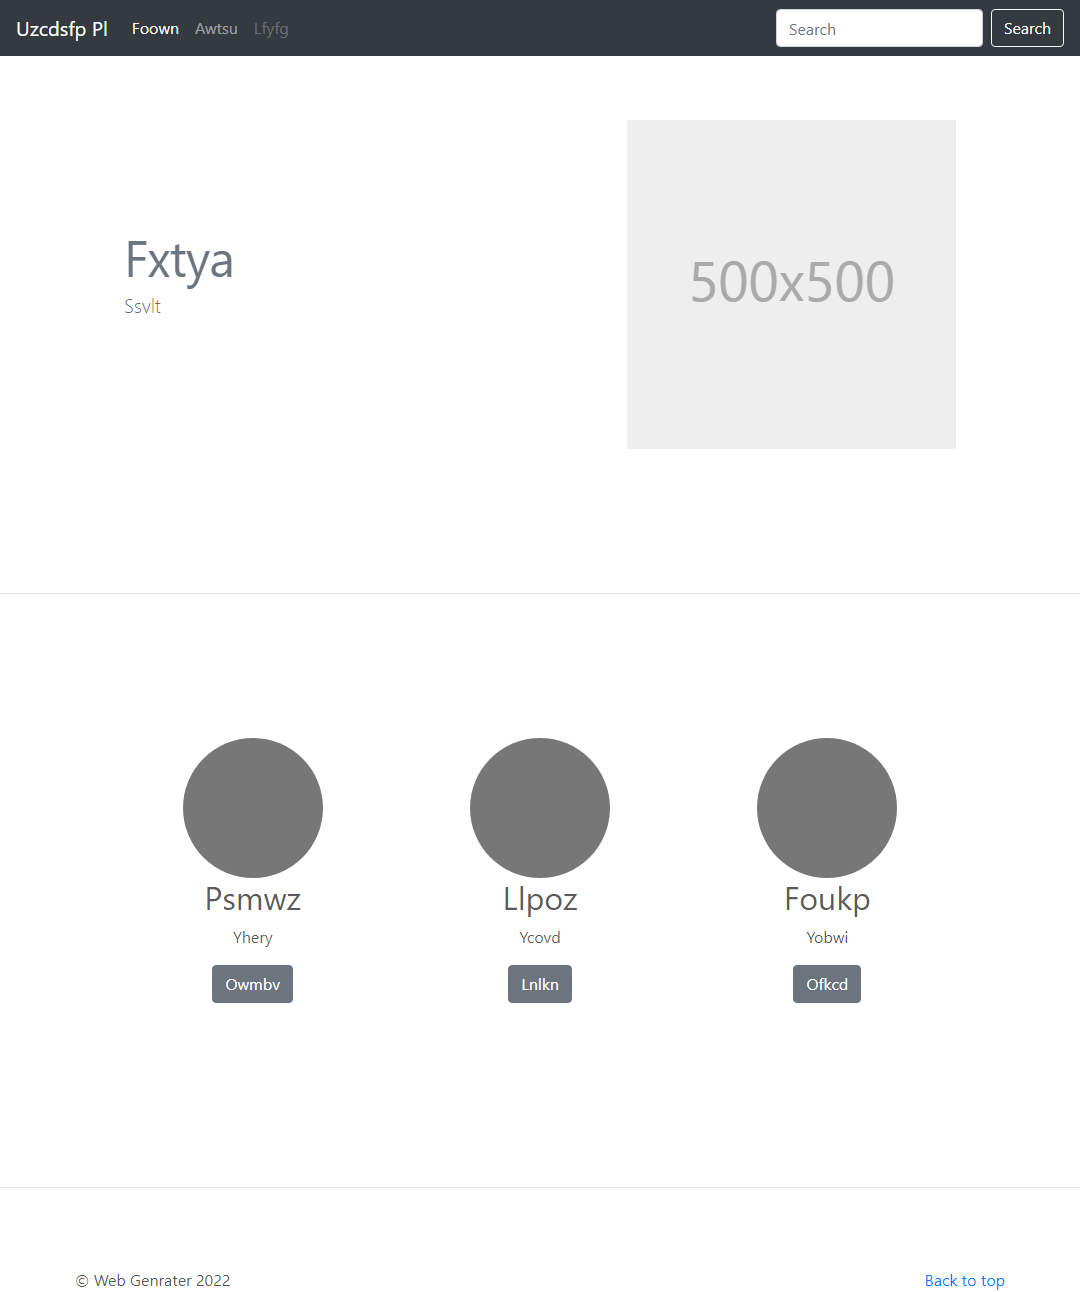 Uzcdsfp Pl Foown Awtsu Lfyfg Search Search
Fxtya
Ssvlt
500x500
Psmwz Llpoz Foukp
Yhery Ycovd Yobwi
Owmbv Lnlkn Ofkcd
© Web Genrater 2022 Back to top